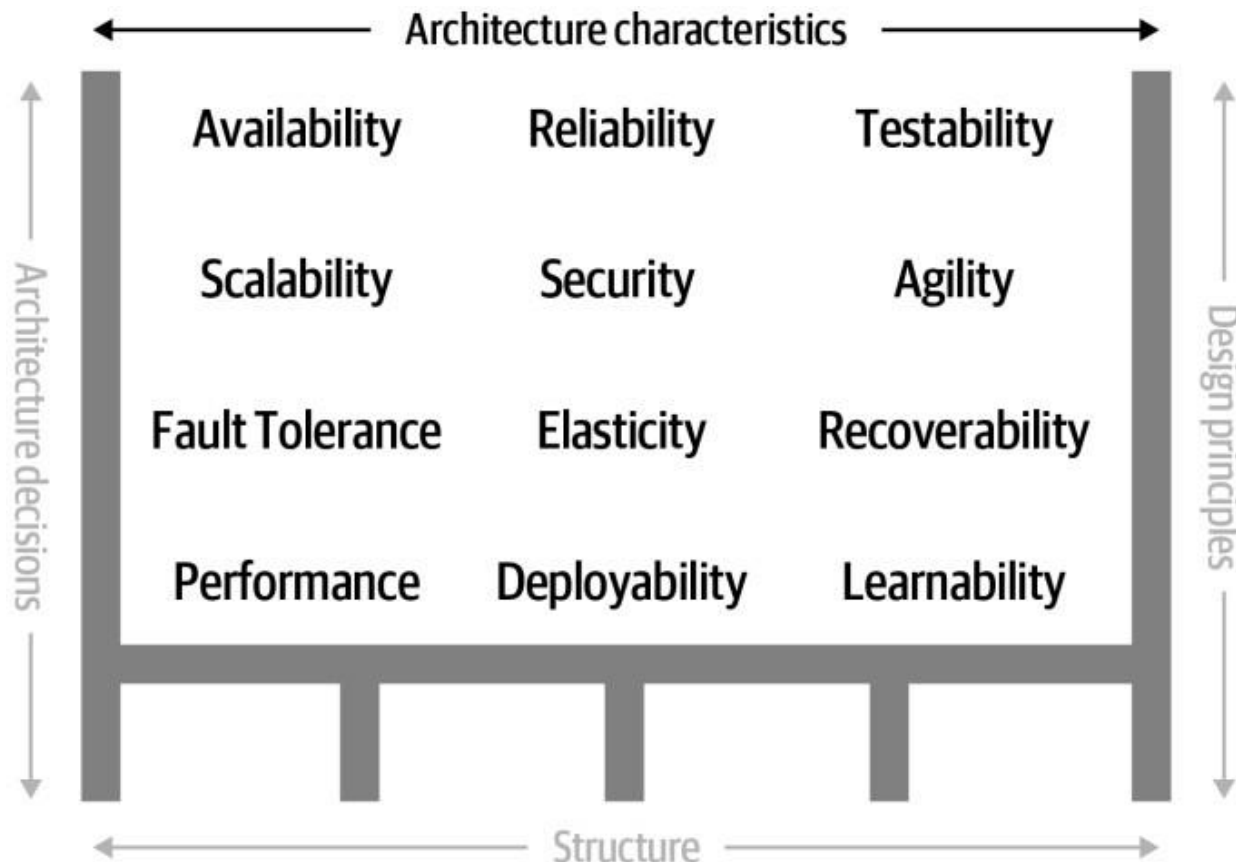 Architecture characteristics
Availability Reliability Testability
Scalability Security Agility
Fault Tolerance Elasticity Recoverability
Performance Deployability Learnability
Architecture decisions
Design principles
Structure